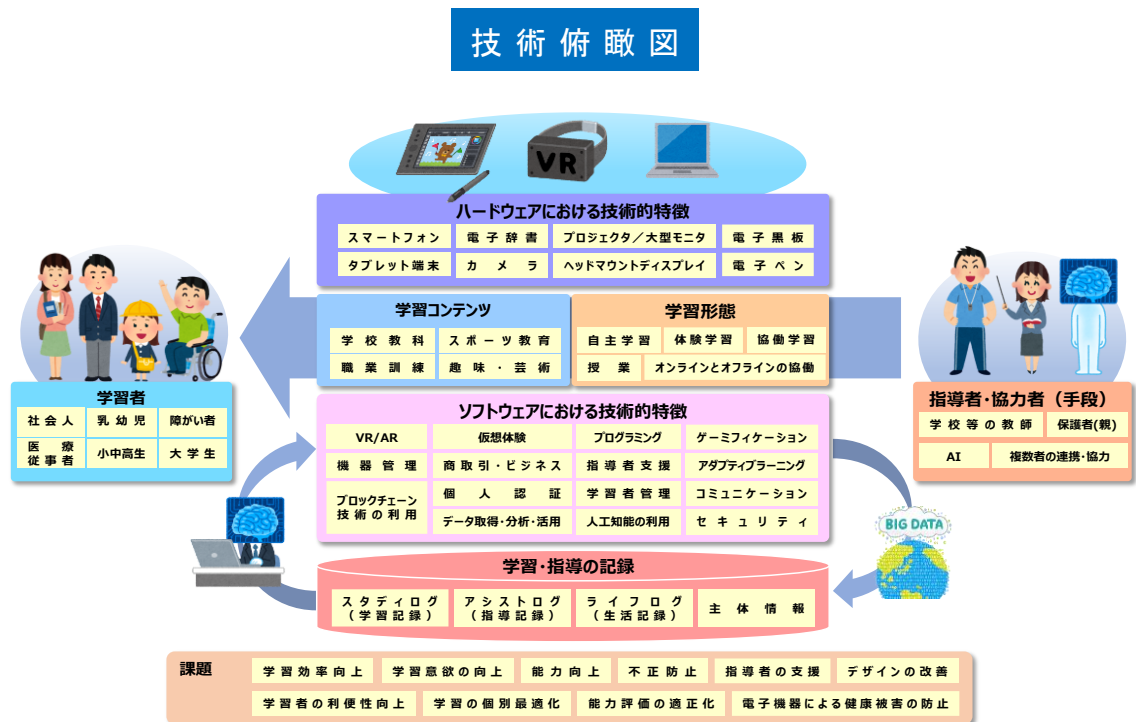 技術俯瞰図
VR
ハードウェアにおける技術的特徴
スマートフォン
電子辞書
プロジェクタ／大型モニタ
電子黒板
タブレット端末
カメラ
ヘッドマウントディスプレイ
電子ペン
学習コンテンツ
学校教科
スポーツ教育
職業訓練
趣味・芸術
学習形態
自主学習
体験学習
協働学習
授業
オンラインとオフラインの協働
学習者
社会人
乳幼児
障がい者
医療
従事者
小中高生
大学生
指導者・協力者（手段）
学校等の教師
保護者(親)
AI
複数者の連携・協力
ソフトウェアにおける技術的特徴
VR/AR
仮想体験
プログラミング
ゲーミフィケーション
機器管理
商取引・ビジネス
指導者支援
アダプティブラーニング
ブロックチェーン
技術の利用
個人認証
学習者管理
コミュニケーション
データ取得・分析・活用
人工知能の利用
セキュリティ
BIG DATA
学習・指導の記録
スタディログ
（学習記録）
アシストログ
（指導記録）
ライフログ
（生活記録）
主体情報
課題
学習効率向上
学習意欲の向上
能力向上
不正防止
指導者の支援
デザインの改善
学習者の利便性向上
学習の個別最適化
能力評価の適正化
電子機器による健康被害の防止